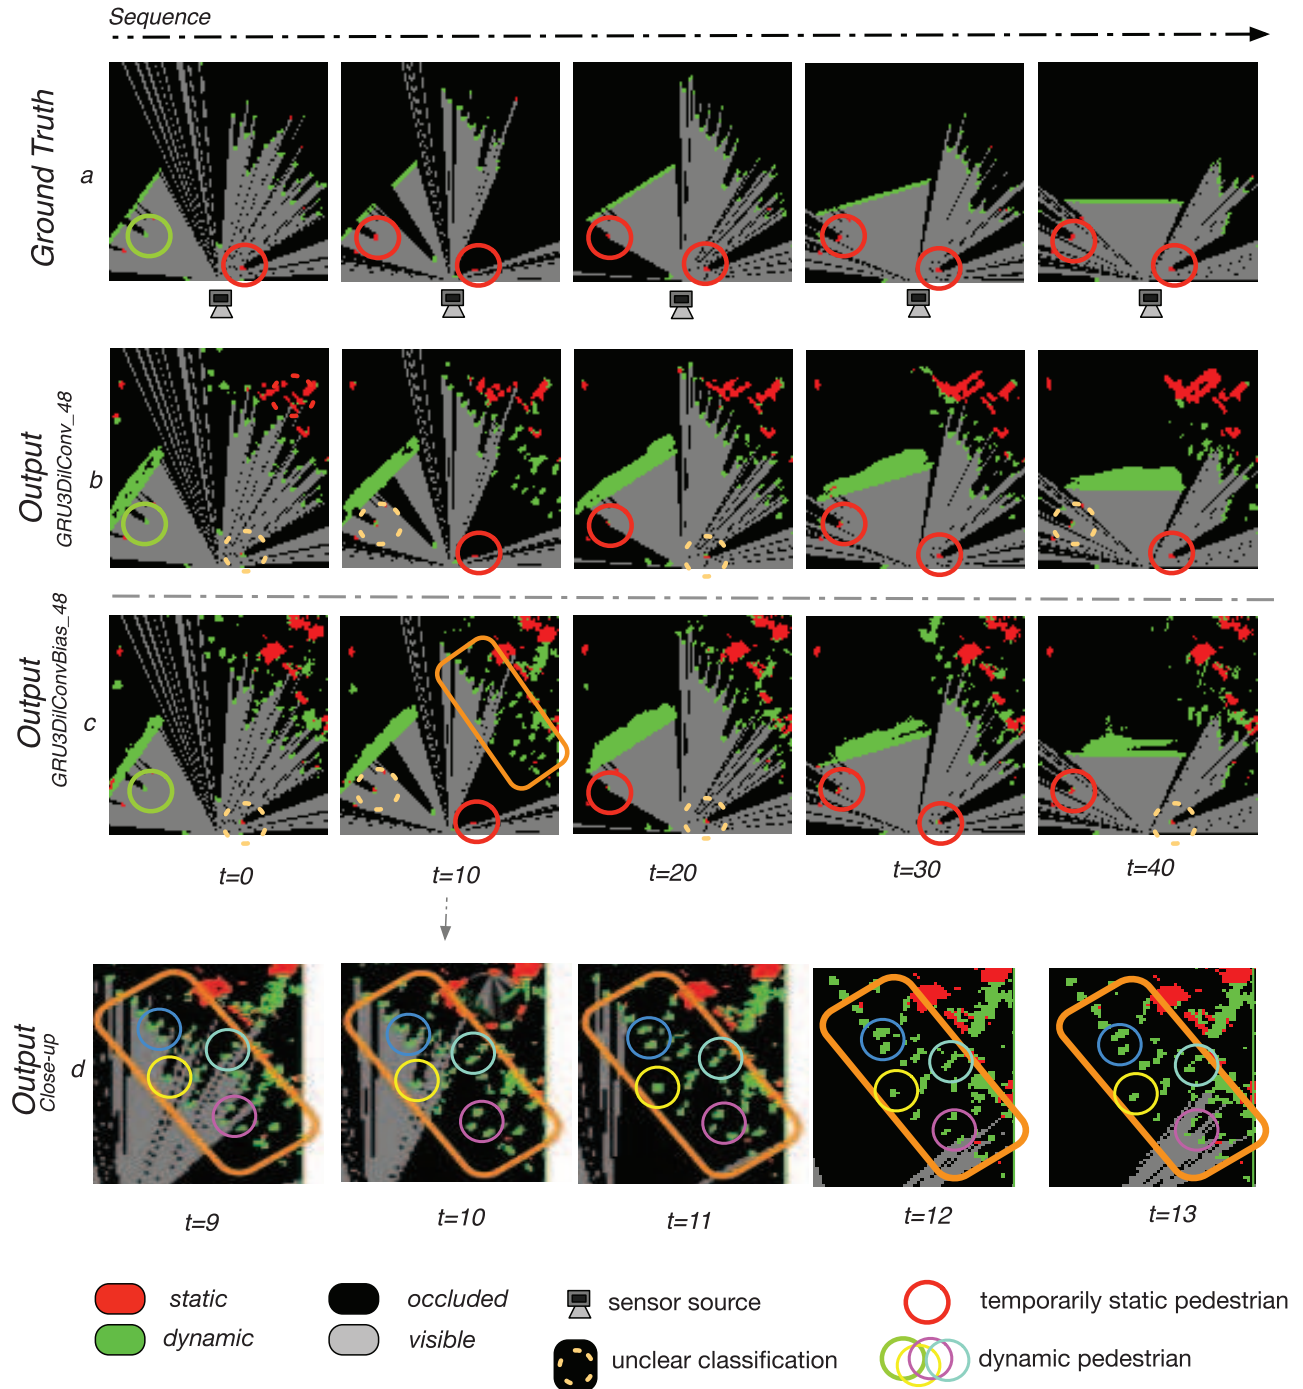 Sequence
Ground Truth
a
Output
GRU3DilConv_48
b
Output
GRU3DilConvBias_48
c
t=0
t=10
t=20
t=30
t=40
Output
Close-up
d
t=9
t=10
t=11
t=12
t=13
static
occluded
sensor source
temporarily static pedestrian
dynamic
visible
unclear classification
dynamic pedestrian